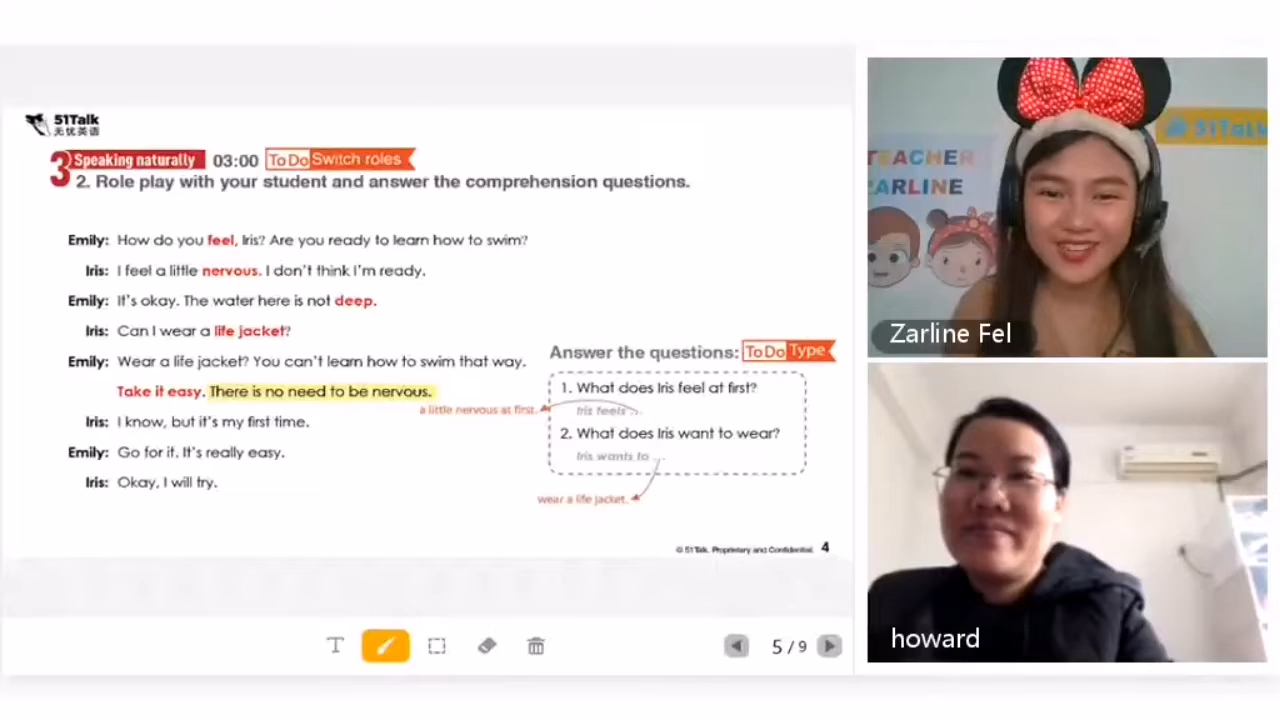 51Talk
无忧英语
3 Speaking naturally 03:00 To Do Switch roles
2. Role play with your student and answer the comprehension questions.
Emily: How do you feel, Iris? Are you ready to learn how to swim?
Iris: I feel a little nervous. I don't think I'm ready.
Emily: It's okay. The water here is not deep.
Iris: Can I wear a life jacket?
Emily: Wear a life jacket? You can't learn how to swim that way.
Take it easy. There is no need to be nervous.
Iris: I know, but it's my first time.
Emily: Go for it. It's really easy.
Iris: Okay, I will try.
Answer the questions: To Do Type
1. What does Iris feel at first?
Iris feels ...
a little nervous at first.
2. What does Iris want to wear?
Iris wants to ...
wear a life jacket.
© 51Talk. Proprietary and Confidential. 4
T
5 / 9
TEACHER
ZARLINE
51Talk
Zarline Fel
howard